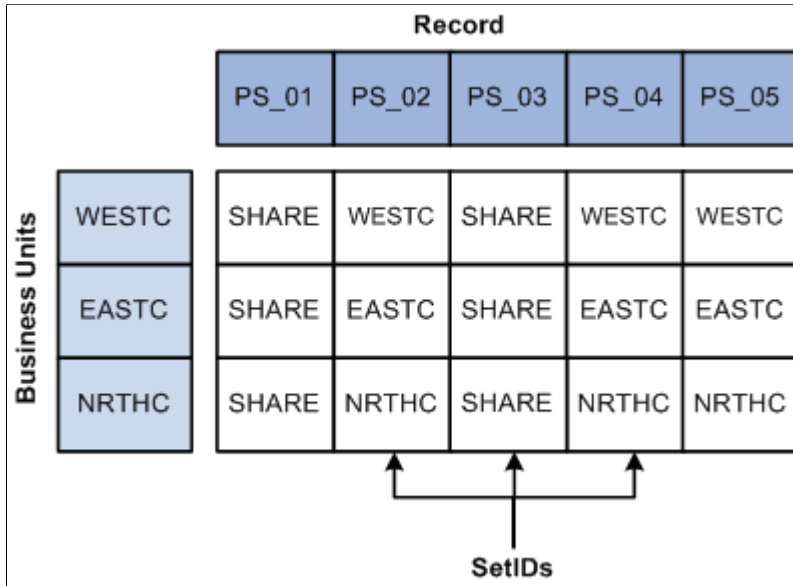 Record
PS_01 PS_02 PS_03 PS_04 PS_05
Business Units
WESTC SHARE WESTC SHARE WESTC WESTC
EASTC SHARE EASTC SHARE EASTC EASTC
NRTHC SHARE NRTHC SHARE NRTHC NRTHC
SetIDs